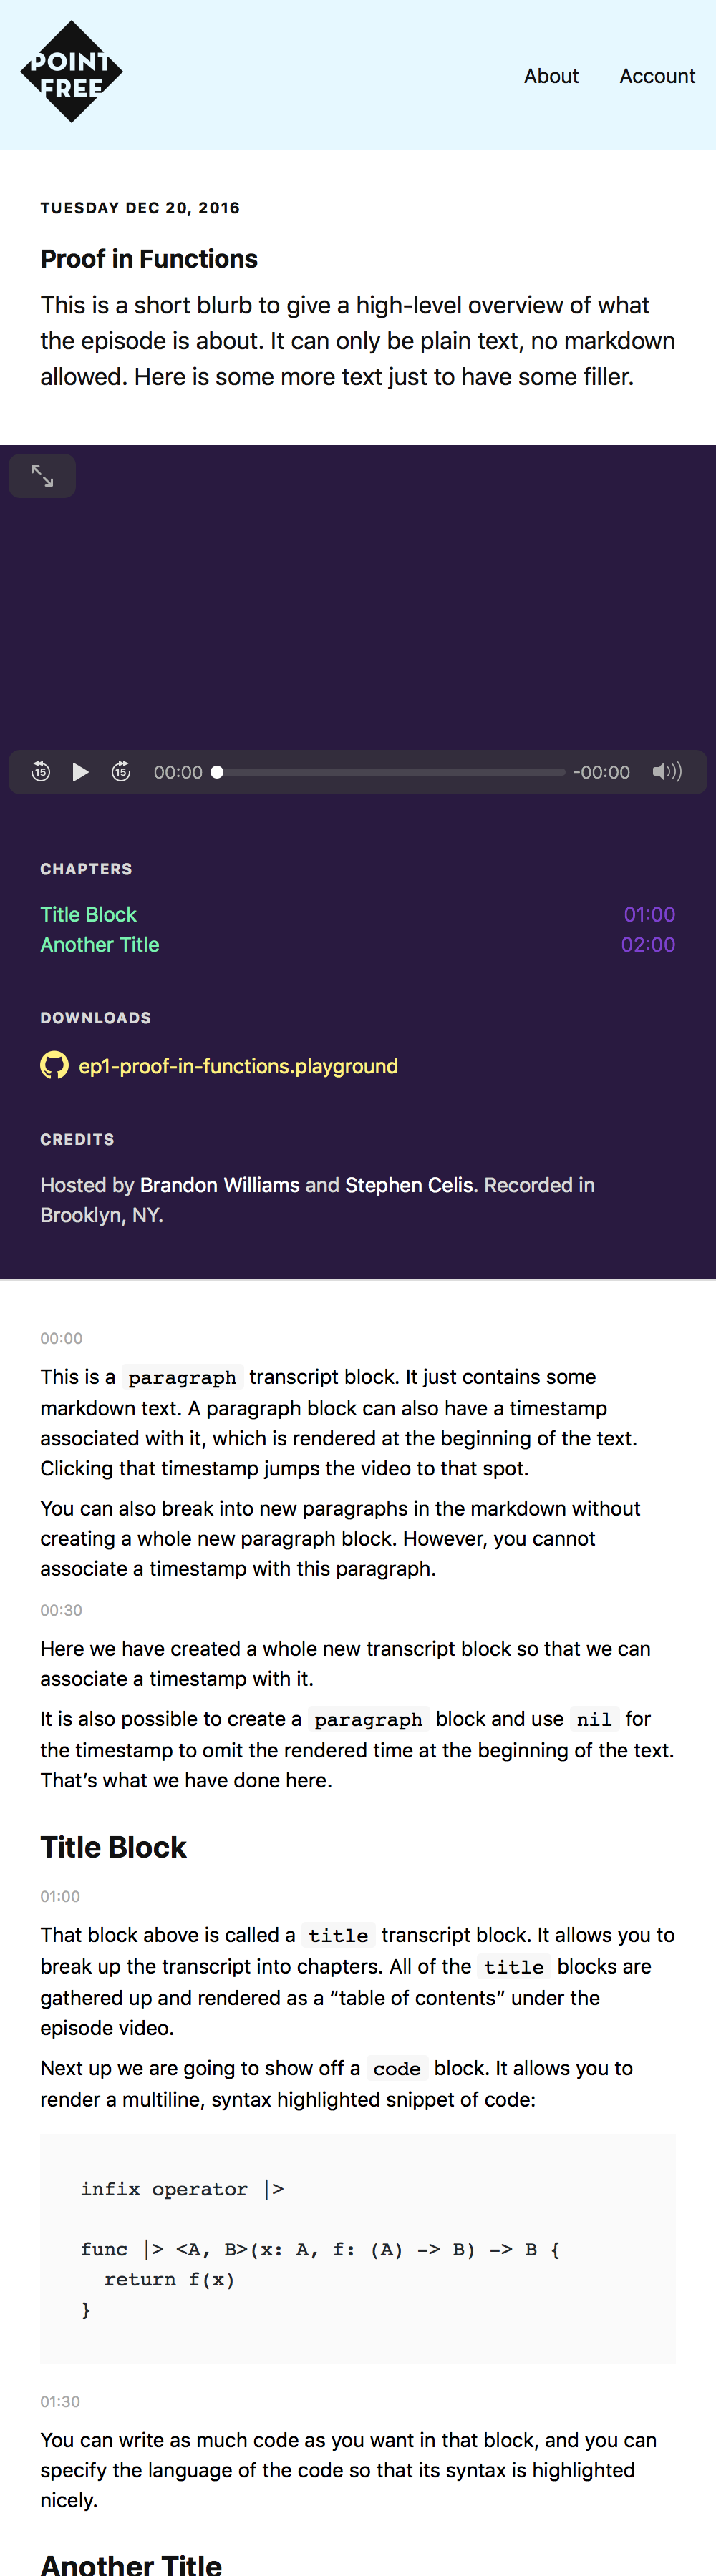 POINT
FREE
About Account
TUESDAY DEC 20, 2016
Proof in Functions
This is a short blurb to give a high-level overview of what
the episode is about. It can only be plain text, no markdown
allowed. Here is some more text just to have some filler.
15 15 00:00 -00:00
CHAPTERS
Title Block 01:00
Another Title 02:00
DOWNLOADS
ep1-proof-in-functions.playground
CREDITS
Hosted by Brandon Williams and Stephen Celis. Recorded in
Brooklyn, NY.
00:00
This is a paragraph transcript block. It just contains some
markdown text. A paragraph block can also have a timestamp
associated with it, which is rendered at the beginning of the text.
Clicking that timestamp jumps the video to that spot.
You can also break into new paragraphs in the markdown without
creating a whole new paragraph block. However, you cannot
associate a timestamp with this paragraph.
00:30
Here we have created a whole new transcript block so that we can
associate a timestamp with it.
It is also possible to create a paragraph block and use nil for
the timestamp to omit the rendered time at the beginning of the text.
That’s what we have done here.
Title Block
01:00
That block above is called a title transcript block. It allows you to
break up the transcript into chapters. All of the title blocks are
gathered up and rendered as a “table of contents” under the
episode video.
Next up we are going to show off a code block. It allows you to
render a multiline, syntax highlighted snippet of code:
infix operator |>
func |> <A, B>(x: A, f: (A) -> B) -> B {
return f(x)
}
01:30
You can write as much code as you want in that block, and you can
specify the language of the code so that its syntax is highlighted
nicely.
Another Title